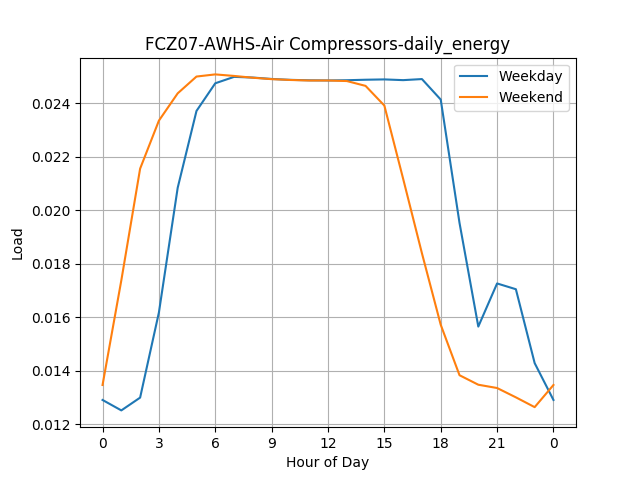 FCZ07-AWHS-Air Compressors-daily_energy
Weekday
Weekend
0.024
0.022
0.020
0.018
0.016
0.014
0.012
Load
0 3 6 9 12 15 18 21 0
Hour of Day